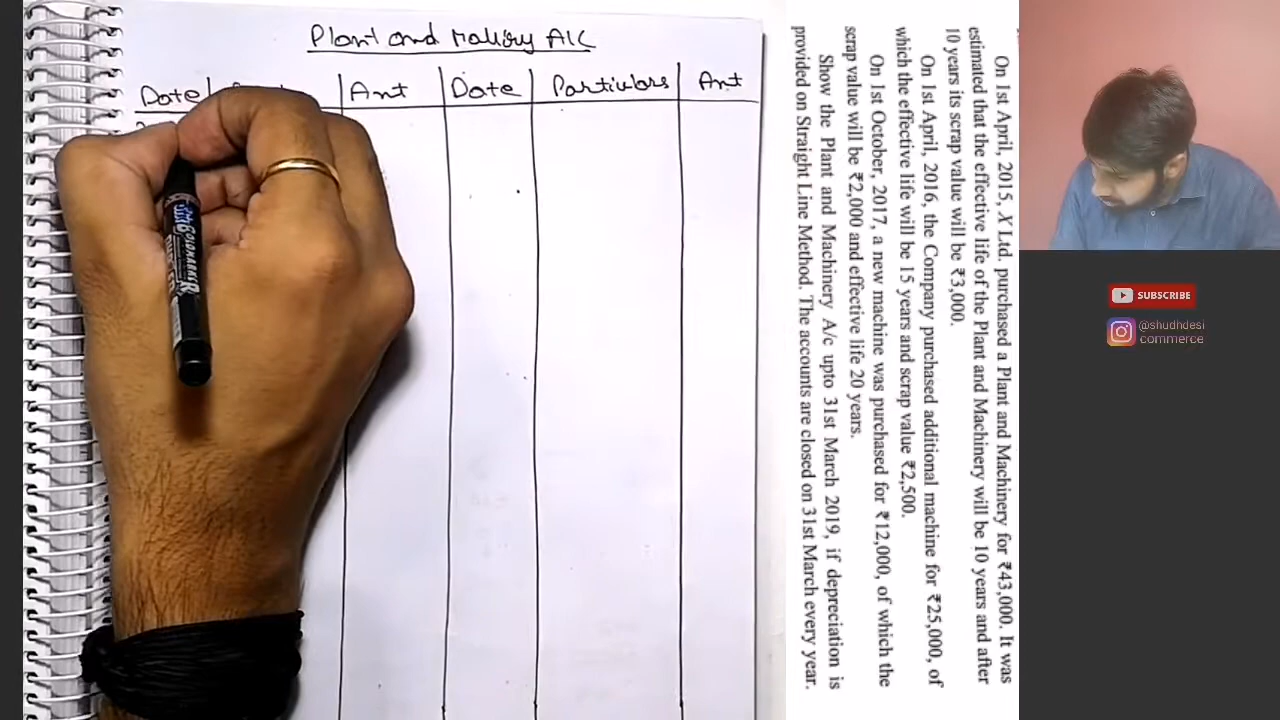 Plant and Mahinry A/C
Date
Amt
Date
Particulars
Amt
On 1st April, 2015, X Ltd. purchased a Plant and Machinery for ₹43,000. It was
estimated that the effective life of the Plant and Machinery will be 10 years and after
10 years its scrap value will be ₹3,000.
On 1st April, 2016, the Company purchased additional machine for ₹25,000, of
which the effective life will be 15 years and scrap value ₹2,500.
On 1st October, 2017, a new machine was purchased for ₹12,000, of which the
scrap value will be ₹2,000 and effective life 20 years.
Show the Plant and Machinery A/c upto 31st March 2019, if depreciation is
provided on Straight Line Method. The accounts are closed on 31st March every year.
SUBSCRIBE
@shudhdesi
commerce